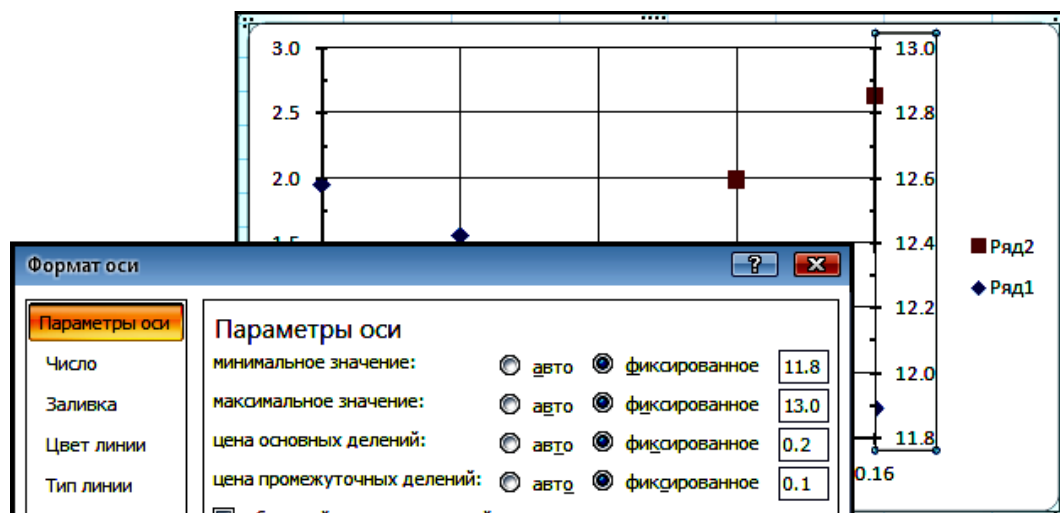 3.0
13.0
2.5
12.8
2.0
12.6
12.4
Ряд2
Ряд1
12.2
12.0
11.8
0.16
Формат оси
?
Параметры оси
Число
Заливка
Цвет линии
Тип линии
Параметры оси
минимальное значение: авто фиксированное 11.8
максимальное значение: авто фиксированное 13.0
цена основных делений: авто фиксированное 0.2
цена промежуточных делений: авто фиксированное 0.1